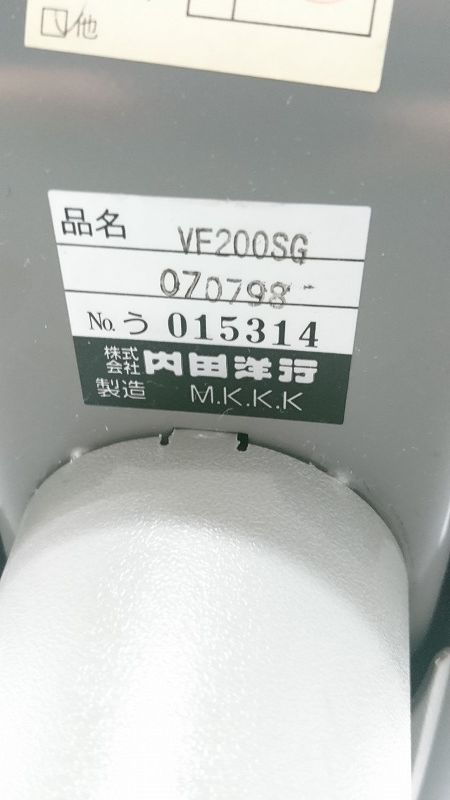 他
品名 VF200SG
070798
No. う 015314
株式会社 内田洋行
製造 M.K.K.K